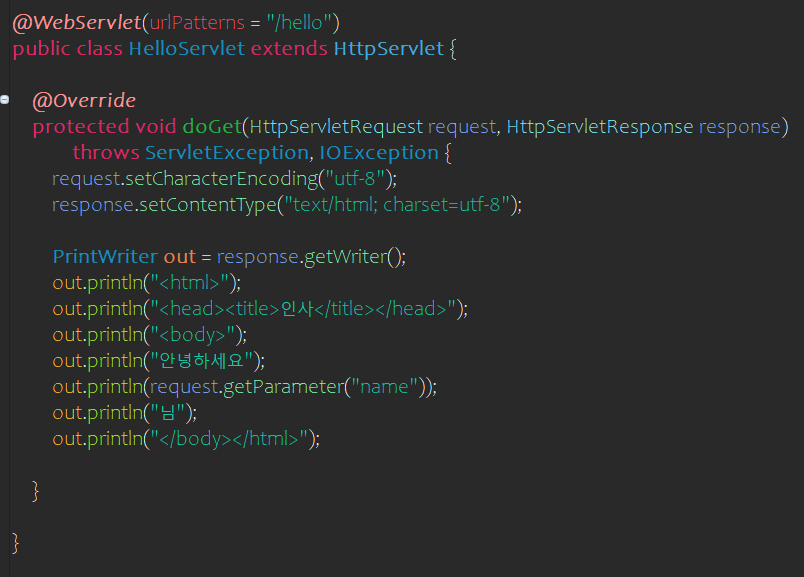 @WebServlet(urlPatterns = "/hello")
public class HelloServlet extends HttpServlet {
@Override
protected void doGet(HttpServletRequest request, HttpServletResponse response)
throws ServletException, IOException {
request.setCharacterEncoding("utf-8");
response.setContentType("text/html; charset=utf-8");
PrintWriter out = response.getWriter();
out.println("<html>");
out.println("<head><title>인사</title></head>");
out.println("<body>");
out.println("안녕하세요");
out.println(request.getParameter("name"));
out.println("님");
out.println("</body></html>");
}
}